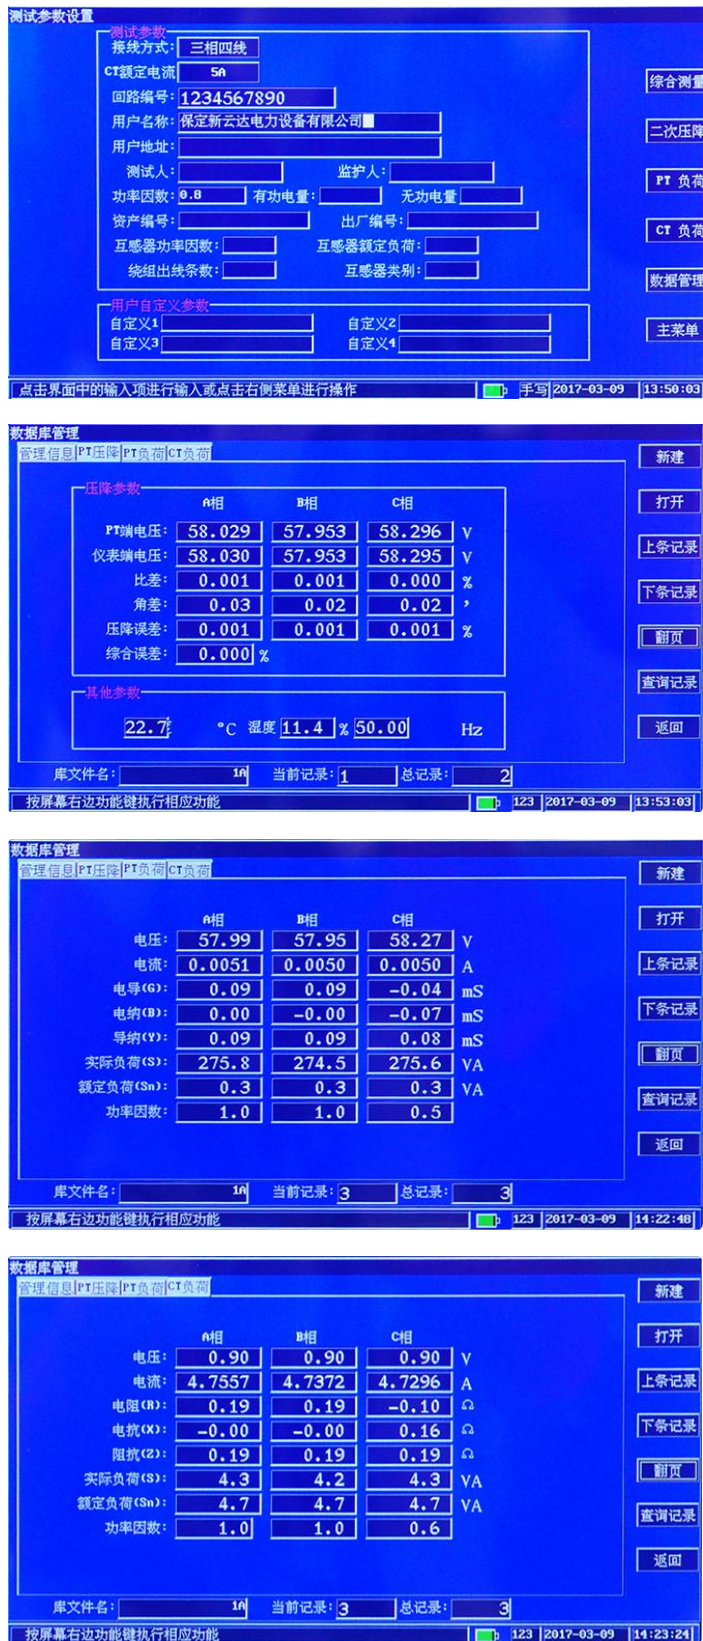 测试参数设置
测试参数
接线方式: 三相四线
CT额定电流 5A
回路编号: 1234567890
用户名称: 保定新云达电力设备有限公司
用户地址:
测试人: 监护人:
功率因数: 0.8 有功电量: 无功电量
资产编号: 出厂编号:
互感器功率因数: 互感器额定负荷:
绕组出线条数: 互感器类别:
用户自定义参数
自定义1 自定义2
自定义3 自定义4
综合测量
二次压降
PT 负荷
CT 负荷
数据管理
主菜单
点击界面中的输入项进行输入或点击右侧菜单进行操作 手写 2017-03-09 13:50:03
数据库管理
管理信息 PT压降 PT负荷 CT负荷
压降参数
A相 B相 C相
PT端电压: 58.029 57.953 58.296 V
仪表端电压: 58.030 57.953 58.295 V
比差: 0.001 0.001 0.000 %
角差: 0.03 0.02 0.02 ,
压降误差: 0.001 0.001 0.001 %
综合误差: 0.000 %
其他参数
22.7 °C 湿度 11.4 % 50.00 Hz
库文件名: 1A 当前记录: 1 总记录: 2
新建
打开
上条记录
下条记录
翻页
查询记录
返回
按屏幕右边功能键执行相应功能 123 2017-03-09 13:53:03
数据库管理
管理信息 PT压降 PT负荷 CT负荷
A相 B相 C相
电压: 57.99 57.95 58.27 V
电流: 0.0051 0.0050 0.0050 A
电导(G): 0.09 0.09 -0.04 mS
电纳(B): 0.00 -0.00 -0.07 mS
导纳(Y): 0.09 0.09 0.08 mS
实际负荷(S): 275.8 274.5 275.6 VA
额定负荷(Sn): 0.3 0.3 0.3 VA
功率因数: 1.0 1.0 0.5
库文件名: 1A 当前记录: 3 总记录: 3
新建
打开
上条记录
下条记录
翻页
查询记录
返回
按屏幕右边功能键执行相应功能 123 2017-03-09 14:22:48
数据库管理
管理信息 PT压降 PT负荷 CT负荷
A相 B相 C相
电压: 0.90 0.90 0.90 V
电流: 4.7557 4.7372 4.7296 A
电阻(R): 0.19 0.19 -0.10 Ω
电抗(X): -0.00 -0.00 0.16 Ω
阻抗(Z): 0.19 0.19 0.19 Ω
实际负荷(S): 4.3 4.2 4.3 VA
额定负荷(Sn): 4.7 4.7 4.7 VA
功率因数: 1.0 1.0 0.6
库文件名: 1A 当前记录: 3 总记录: 3
新建
打开
上条记录
下条记录
翻页
查询记录
返回
按屏幕右边功能键执行相应功能 123 2017-03-09 14:23:24